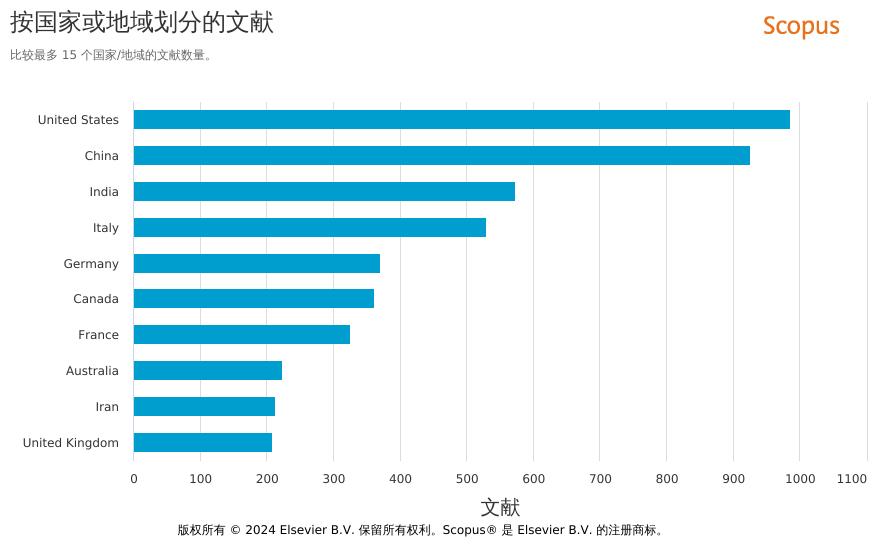 按国家或地域划分的文献
Scopus
比较最多 15 个国家/地域的文献数量。
United States
China
India
Italy
Germany
Canada
France
Australia
Iran
United Kingdom
0 100 200 300 400 500 600 700 800 900 1000 1100
文献
版权所有 © 2024 Elsevier B.V. 保留所有权利。Scopus® 是 Elsevier B.V. 的注册商标。